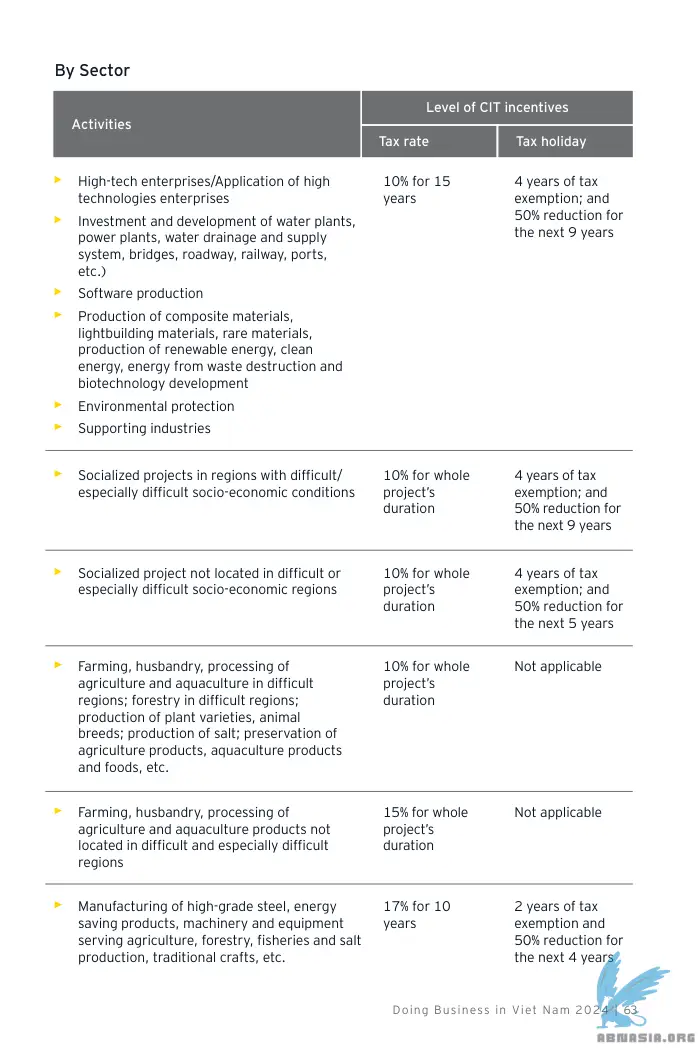 By Sector
Activities
Level of CIT incentives
Tax rate
Tax holiday
High-tech enterprises/Application of high
technologies enterprises
Investment and development of water plants,
power plants, water drainage and supply
system, bridges, roadway, railway, ports,
etc.)
Software production
Production of composite materials,
lightbuilding materials, rare materials,
production of renewable energy, clean
energy, energy from waste destruction and
biotechnology development
Environmental protection
Supporting industries
10% for 15
years
4 years of tax
exemption; and
50% reduction for
the next 9 years
Socialized projects in regions with difficult/
especially difficult socio-economic conditions
10% for whole
project's
duration
4 years of tax
exemption; and
50% reduction for
the next 9 years
Socialized project not located in difficult or
especially difficult socio-economic regions
10% for whole
project's
duration
4 years of tax
exemption; and
50% reduction for
the next 5 years
Farming, husbandry, processing of
agriculture and aquaculture in difficult
regions; forestry in difficult regions;
production of plant varieties, animal
breeds; production of salt; preservation of
agriculture products, aquaculture products
and foods, etc.
10% for whole
project's
duration
Not applicable
Farming, husbandry, processing of
agriculture and aquaculture products not
located in difficult and especially difficult
regions
15% for whole
project's
duration
Not applicable
Manufacturing of high-grade steel, energy
saving products, machinery and equipment
serving agriculture, forestry, fisheries and salt
production, traditional crafts, etc.
17% for 10
years
2 years of tax
exemption and
50% reduction for
the next 4 years
Doing Business in Viet Nam 2024 | 63
ABNASIA.ORG